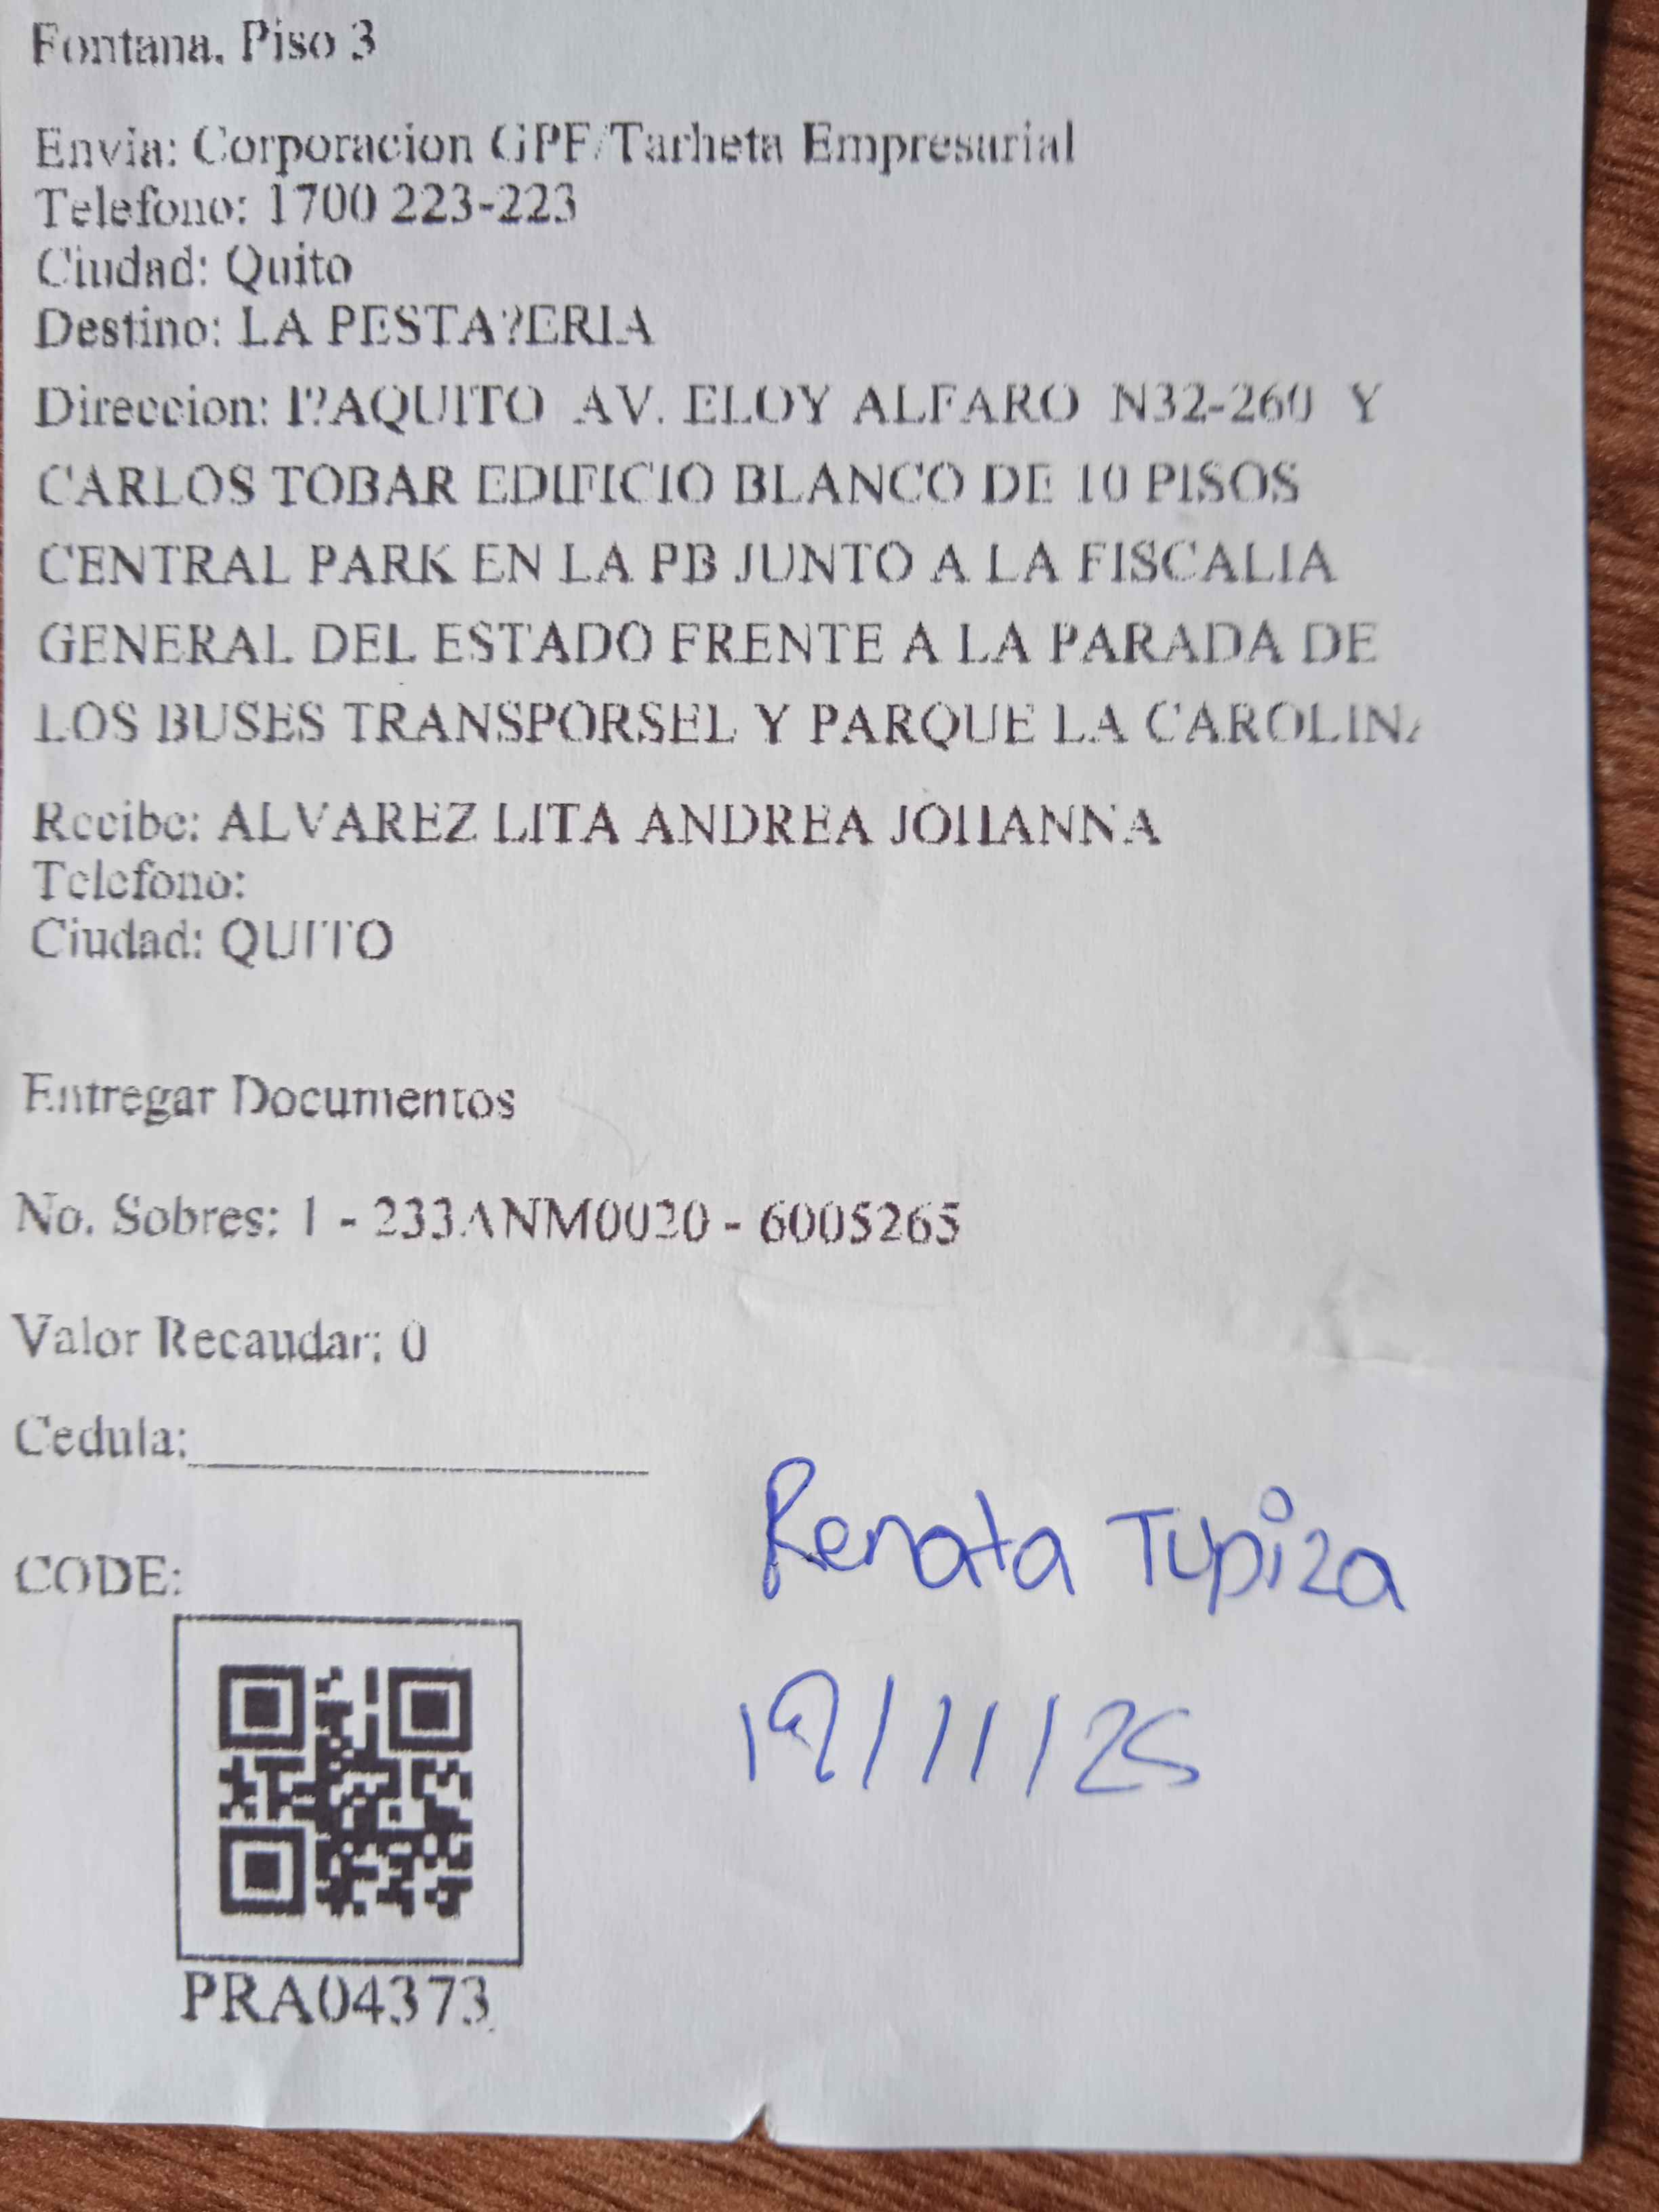 Fontana. Piso 3
Envia: Corporacion GPF/Tarheta Empresarial
Telefono: 1700 223-223
Ciudad: Quito
Destino: LA PESTA?ERIA
Direccion: I?AQUITO AV. ELOY ALFARO N32-260 Y
CARLOS TOBAR EDIFICIO BLANCO DE 10 PISOS
CENTRAL PARK EN LA PB JUNTO A LA FISCALIA
GENERAL DEL ESTADO FRENTE A LA PARADA DE
LOS BUSES TRANSPORSEL Y PARQUE LA CAROLINA
Recibe: ALVAREZ LITA ANDREA JOHANNA
Telefono:
Ciudad: QUITO
Entregar Documentos
No. Sobres: 1 - 233ANM0020 - 6005265
Valor Recaudar: 0
Cedula:
Renata Tupiza
CODE:
19/11/25
PRA04373